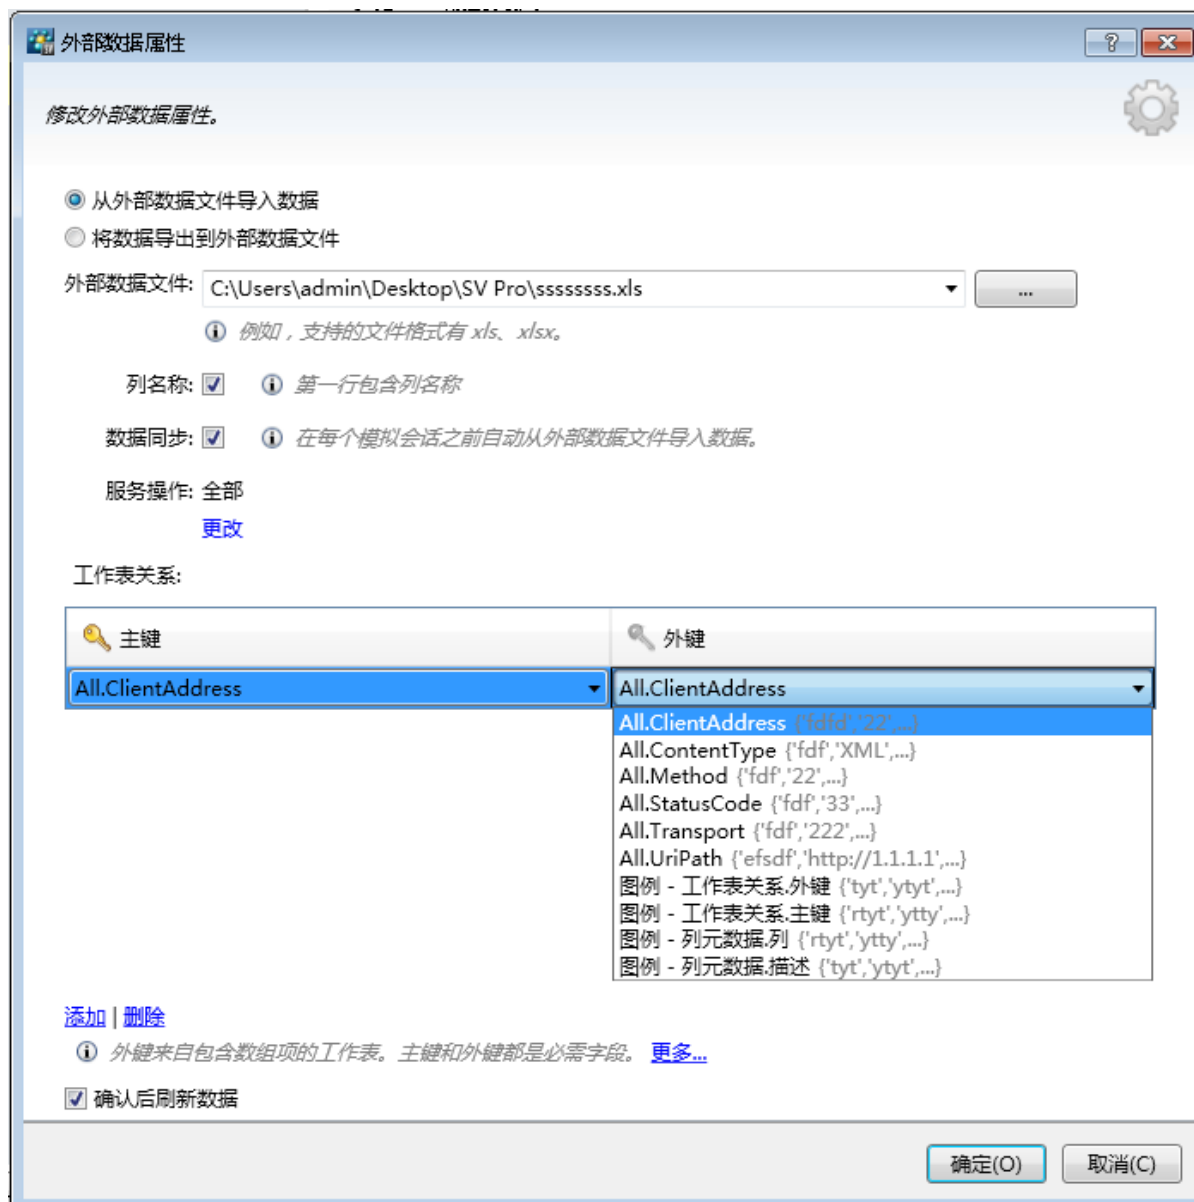 外部数据属性
修改外部数据属性。
从外部数据文件导入数据
将数据导出到外部数据文件
外部数据文件: C:\Users\admin\Desktop\SV Pro\ssssssss.xls ...
例如，支持的文件格式有 xls、xlsx。
列名称: 第一行包含列名称
数据同步: 在每个模拟会话之前自动从外部数据文件导入数据。
服务操作: 全部
更改
工作表关系:
主键 外键
All.ClientAddress All.ClientAddress
All.ClientAddress {'fdfd','22',...}
All.ContentType {'fdf','XML',...}
All.Method {'fdf','22',...}
All.StatusCode {'fdf','33',...}
All.Transport {'fdf','222',...}
All.UriPath {'efsdf','http://1.1.1.1',...}
图例 - 工作表关系.外键 {'tyt','ytyt',...}
图例 - 工作表关系.主键 {'rtyt','ytty',...}
图例 - 列元数据.列 {'rtyt','ytty',...}
图例 - 列元数据.描述 {'tyt','ytyt',...}
添加 | 删除
外键来自包含数组项的工作表。主键和外键都是必需字段。 更多...
确认后刷新数据
确定(O) 取消(C)